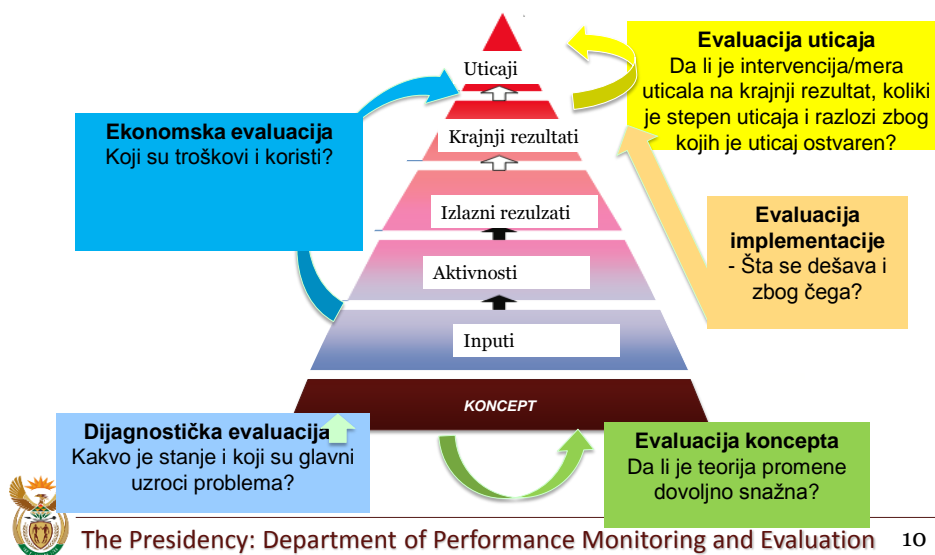 Evaluacija uticaja
Da li je intervencija/mera
uticala na krajnji rezultat, koliki
je stepen uticaja i razlozi zbog
kojih je uticaj ostvaren?
Uticaji
Ekonomska evaluacija
Koji su troškovi i koristi?
Krajnji rezultati
Izlazni rezulzati
Evaluacija
implementacije
- Šta se dešava i
zbog čega?
Aktivnosti
Inputi
KONCEPT
Dijagnostička evaluacija
Kakvo je stanje i koji su glavni
uzroci problema?
Evaluacija koncepta
Da li je teorija promene
dovoljno snažna?
The Presidency: Department of Performance Monitoring and Evaluation 10